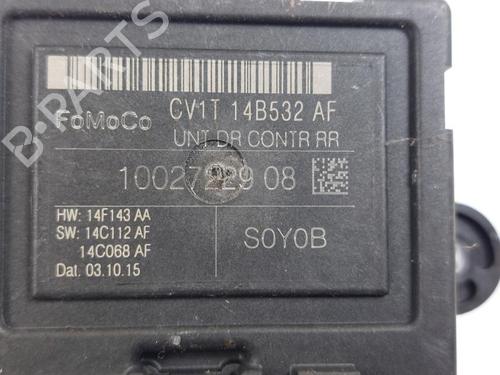 B-PARTS
FoMoCo
CV1T 14B532 AF
UNT DR CONTR RR
10027229 08
HW: 14F143 AA
SW: 14C112 AF
14C068 AF
Dat. 03.10.15
S0Y0B